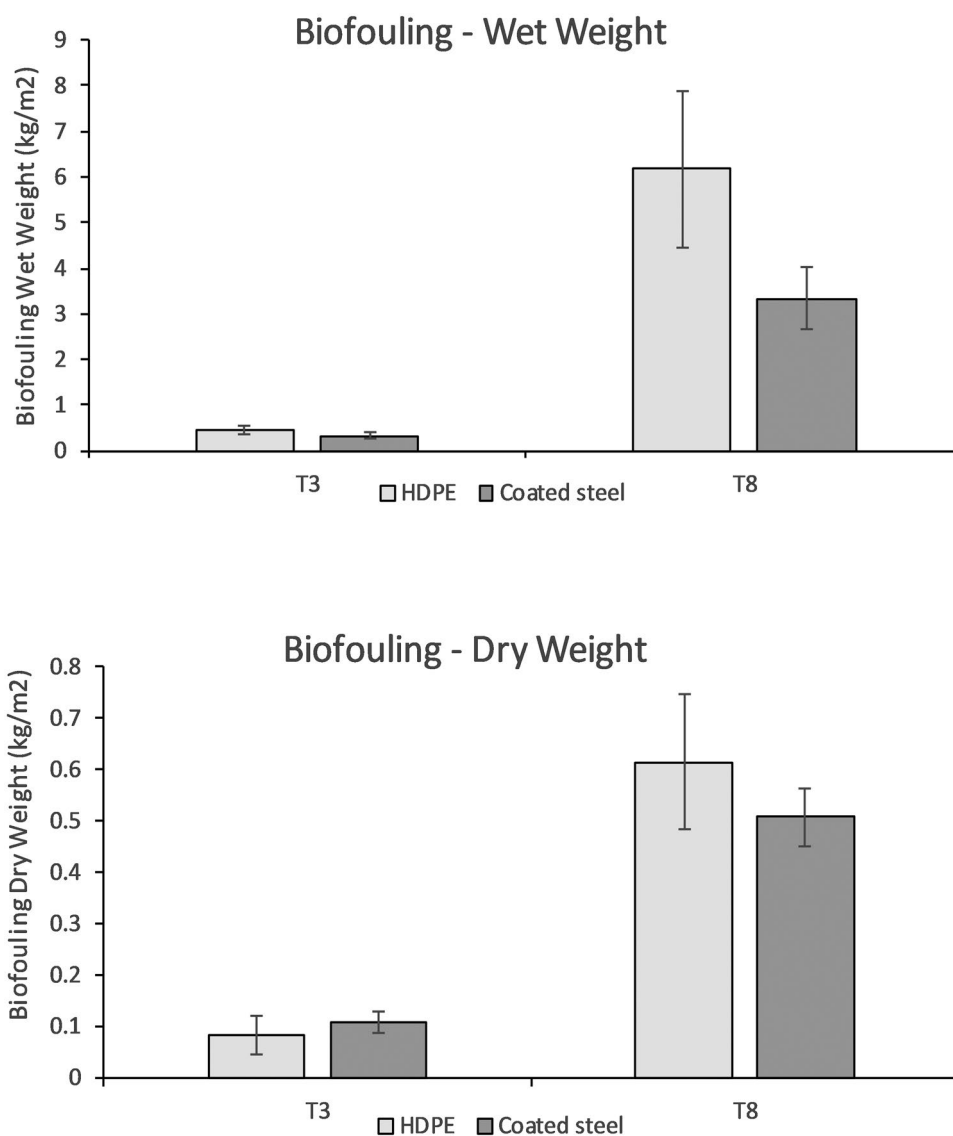 Biofouling - Wet Weight
Biofouling Wet Weight (kg/m2)
9
8
7
6
5
4
3
2
1
0
T3
T8
HDPE Coated steel
Biofouling - Dry Weight
Biofouling Dry Weight (kg/m2)
0.8
0.7
0.6
0.5
0.4
0.3
0.2
0.1
0
T3
T8
HDPE Coated steel